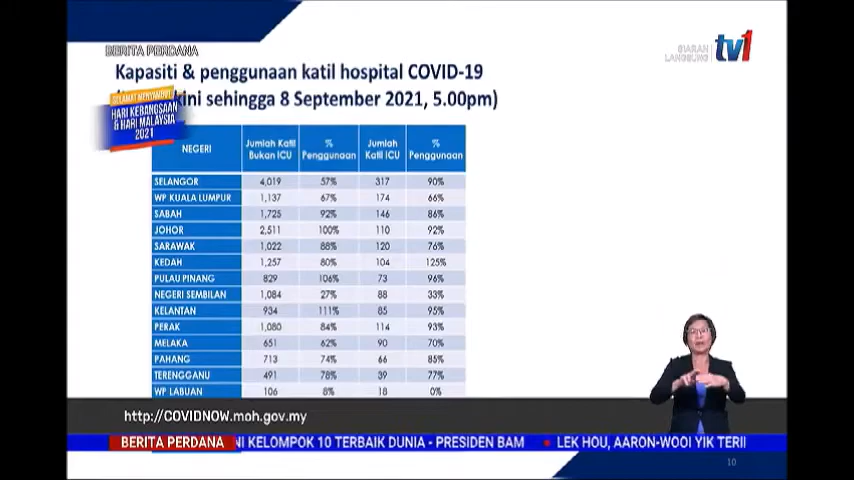 BERITA PERDANA
SIARAN
LANGSUNG
tv1
Kapasiti & penggunaan katil hospital COVID-19
kini sehingga 8 September 2021, 5.00pm)
SELAMAT MENYAMBUT
HARI KEBANGSAAN
& HARI MALAYSIA
2021
NEGERI Jumlah Katil Bukan ICU % Penggunaan Jumlah Katil ICU % Penggunaan
SELANGOR 4,019 57% 317 90%
WP KUALA LUMPUR 1,137 67% 174 66%
SABAH 1,725 92% 146 86%
JOHOR 2,511 100% 110 92%
SARAWAK 1,022 88% 120 76%
KEDAH 1,257 80% 104 125%
PULAU PINANG 829 106% 73 96%
NEGERI SEMBILAN 1,084 27% 88 33%
KELANTAN 934 111% 85 95%
PERAK 1,080 84% 114 93%
MELAKA 651 62% 90 70%
PAHANG 713 74% 66 85%
TERENGGANU 491 78% 39 77%
WP LABUAN 106 8% 18 0%
http://COVIDNOW.moh.gov.my
BERITA PERDANA NI KELOMPOK 10 TERBAIK DUNIA - PRESIDEN BAM LEK HOU, AARON-WOOI YIK TERII
10